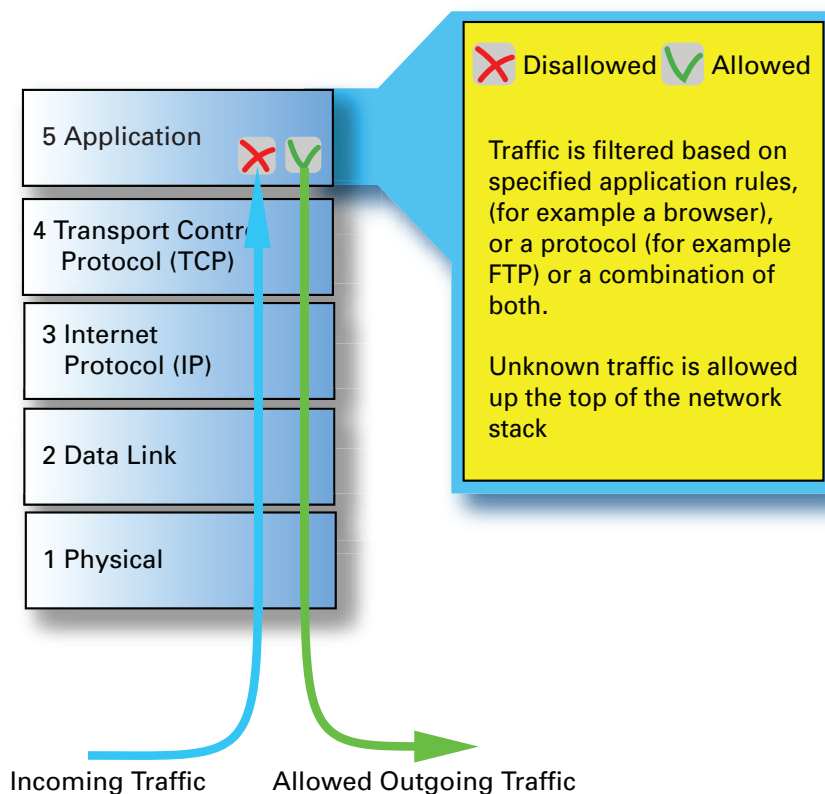 Disallowed Allowed
5 Application
Traffic is filtered based on
specified application rules,
(for example a browser),
or a protocol (for example
FTP) or a combination of
both.
Unknown traffic is allowed
up the top of the network
stack
4 Transport Contr
Protocol (TCP)
3 Internet
Protocol (IP)
2 Data Link
1 Physical
Incoming Traffic
Allowed Outgoing Traffic